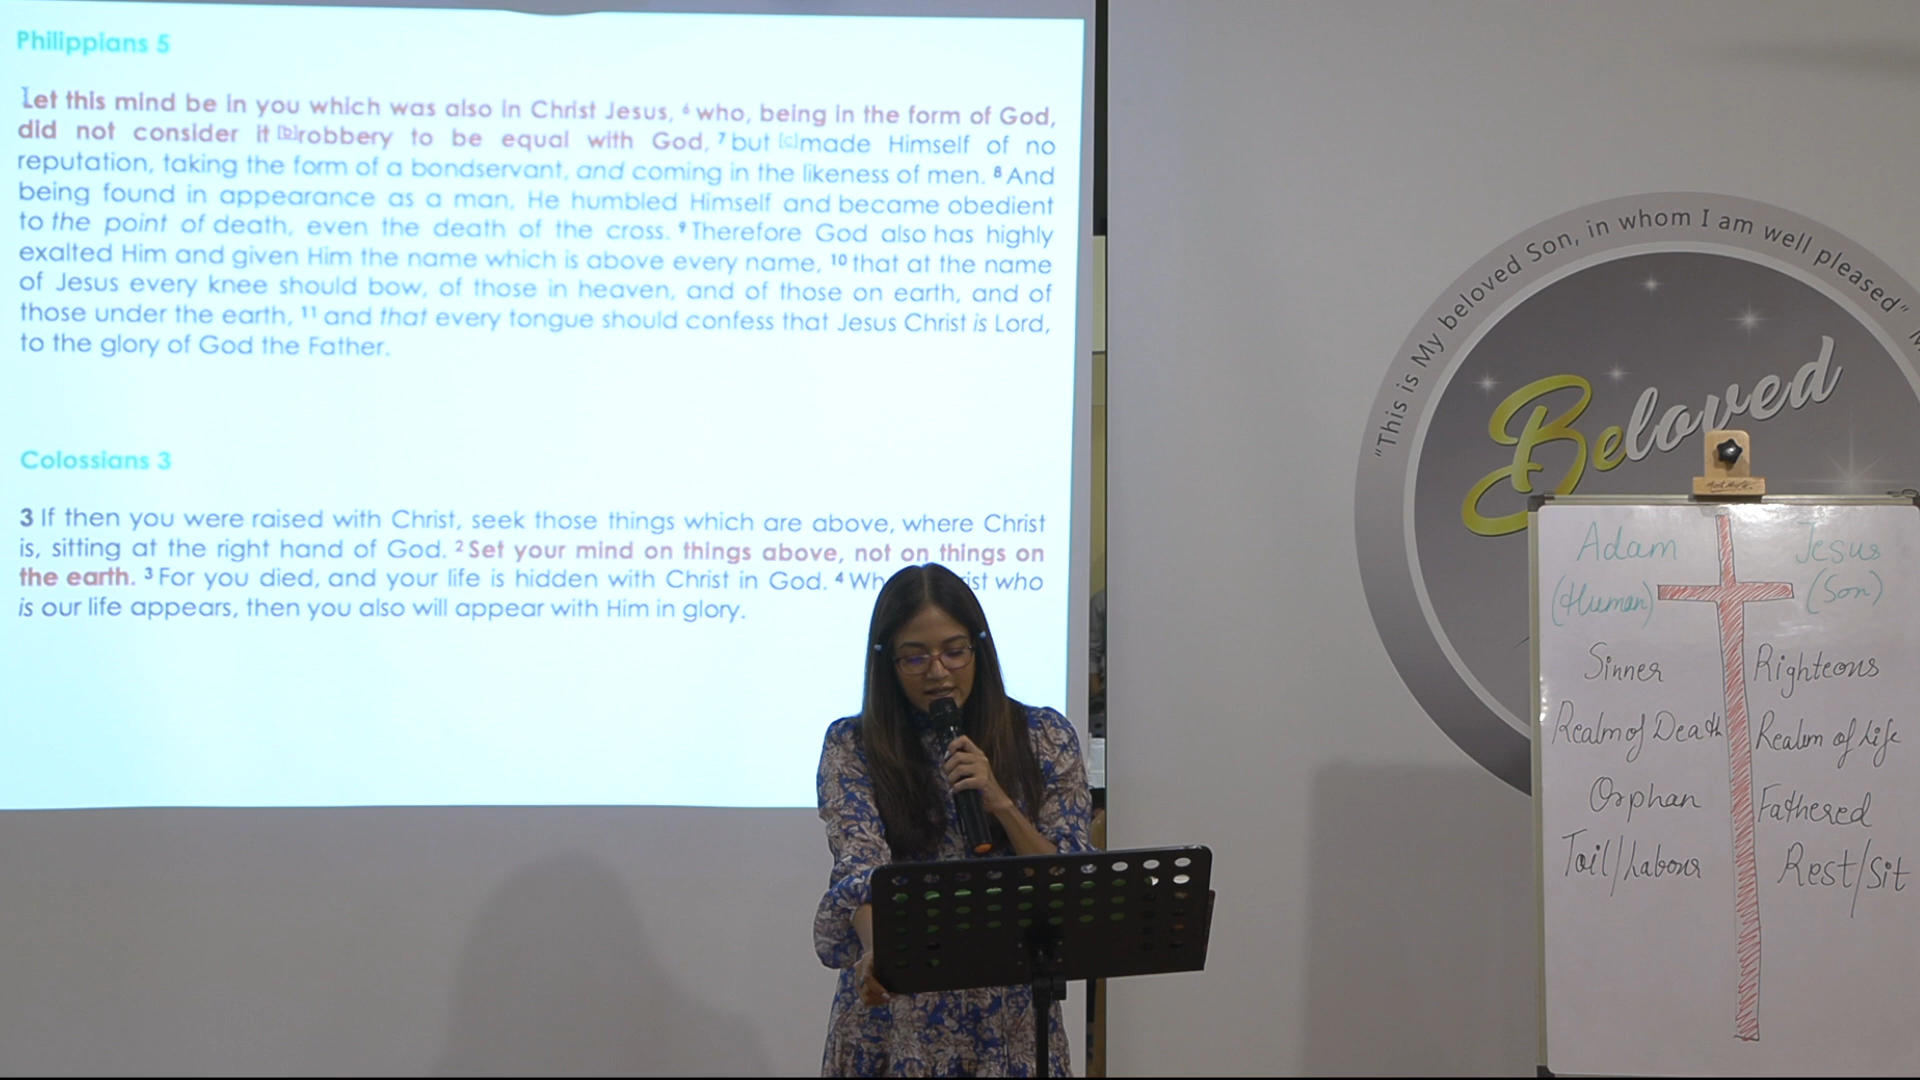 Philippians 5
Let this mind be in you which was also in Christ Jesus, 6 who, being in the form of God,
did not consider it [b]robbery to be equal with God, 7 but [c]made Himself of no
reputation, taking the form of a bondservant, and coming in the likeness of men. 8 And
being found in appearance as a man, He humbled Himself and became obedient
to the point of death, even the death of the cross. 9 Therefore God also has highly
exalted Him and given Him the name which is above every name, 10 that at the name
of Jesus every knee should bow, of those in heaven, and of those on earth, and of
those under the earth, 11 and that every tongue should confess that Jesus Christ is Lord,
to the glory of God the Father.
Colossians 3
3 If then you were raised with Christ, seek those things which are above, where Christ
is, sitting at the right hand of God. 2 Set your mind on things above, not on things on
the earth. 3 For you died, and your life is hidden with Christ in God. 4 Wh ist who
is our life appears, then you also will appear with Him in glory.
"This is My beloved Son, in whom I am well pleased"
Beloved
Adam Jesus
(Human) (Son)
Sinner Righteous
Realm of Death Realm of Life
Orphan Fathered
Toil/Labour Rest/Sit